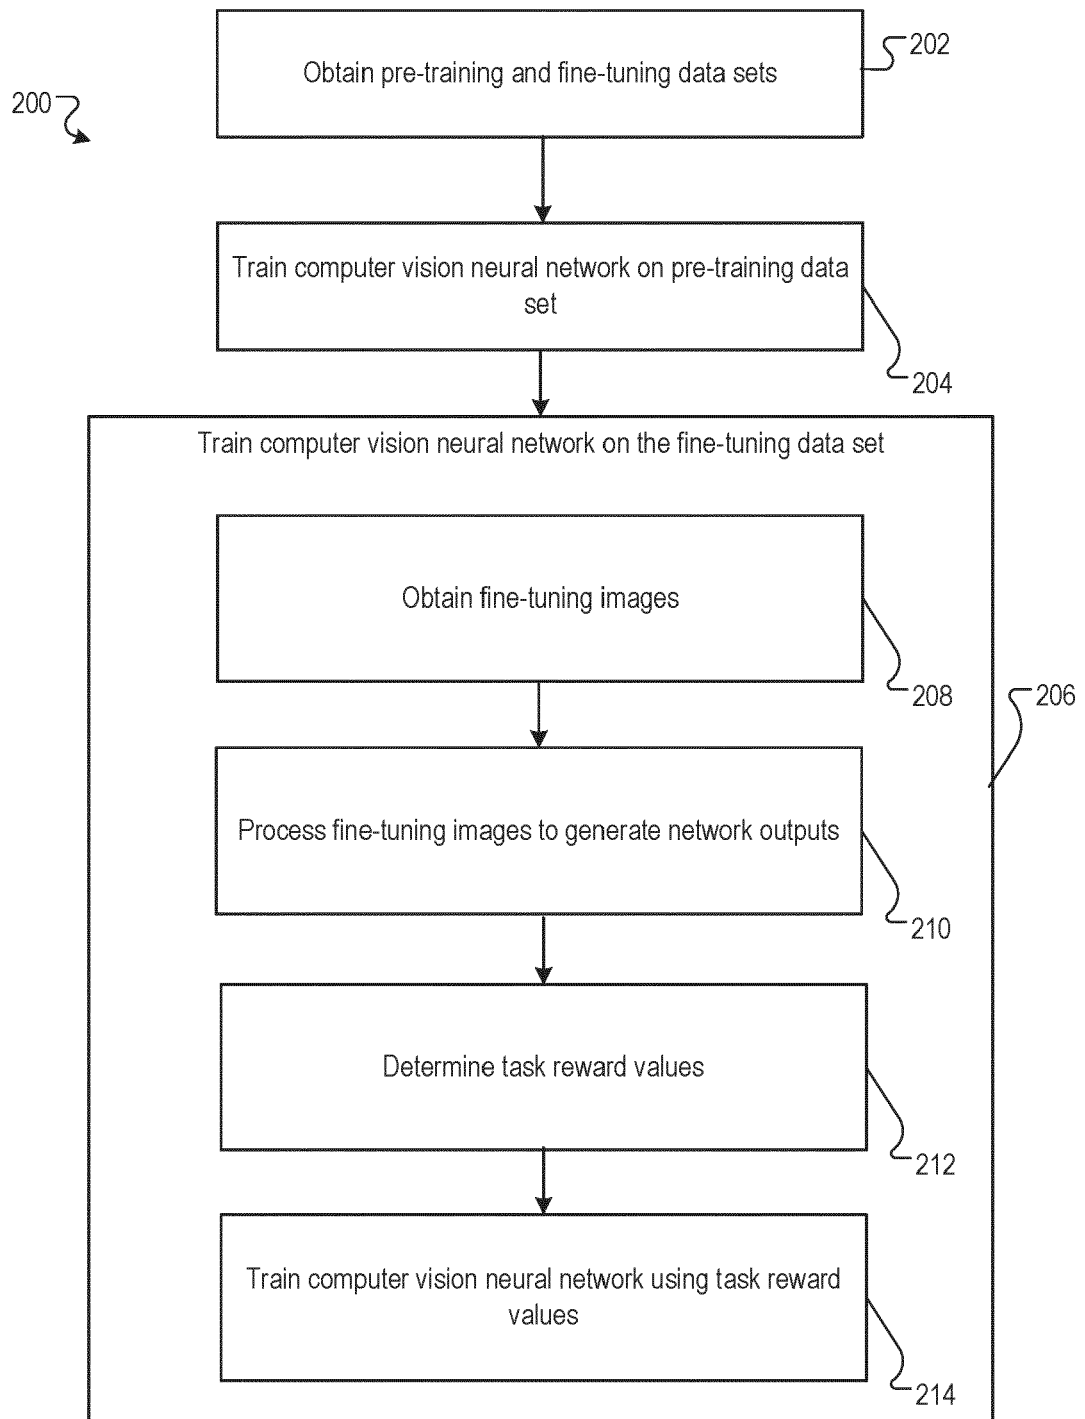 Obtain pre-training and fine-tuning data sets
202
200
Train computer vision neural network on pre-training data
set
204
Train computer vision neural network on the fine-tuning data set
Obtain fine-tuning images
208
206
Process fine-tuning images to generate network outputs
210
Determine task reward values
212
Train computer vision neural network using task reward
values
214